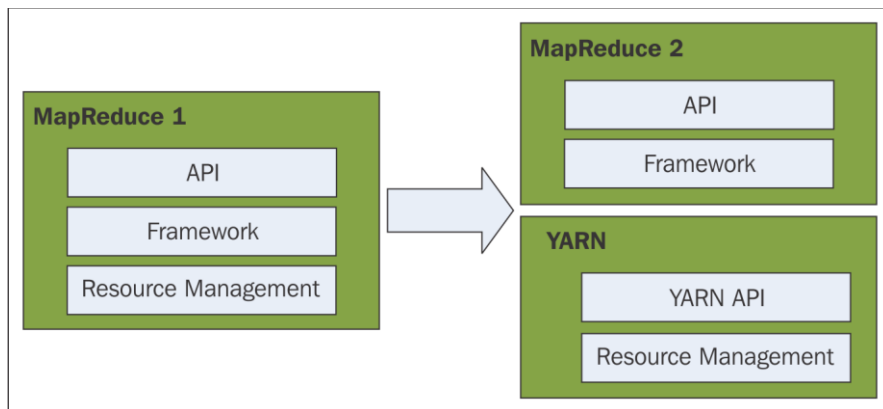 MapReduce 1
API
Framework
Resource Management
MapReduce 2
API
Framework
YARN
YARN API
Resource Management